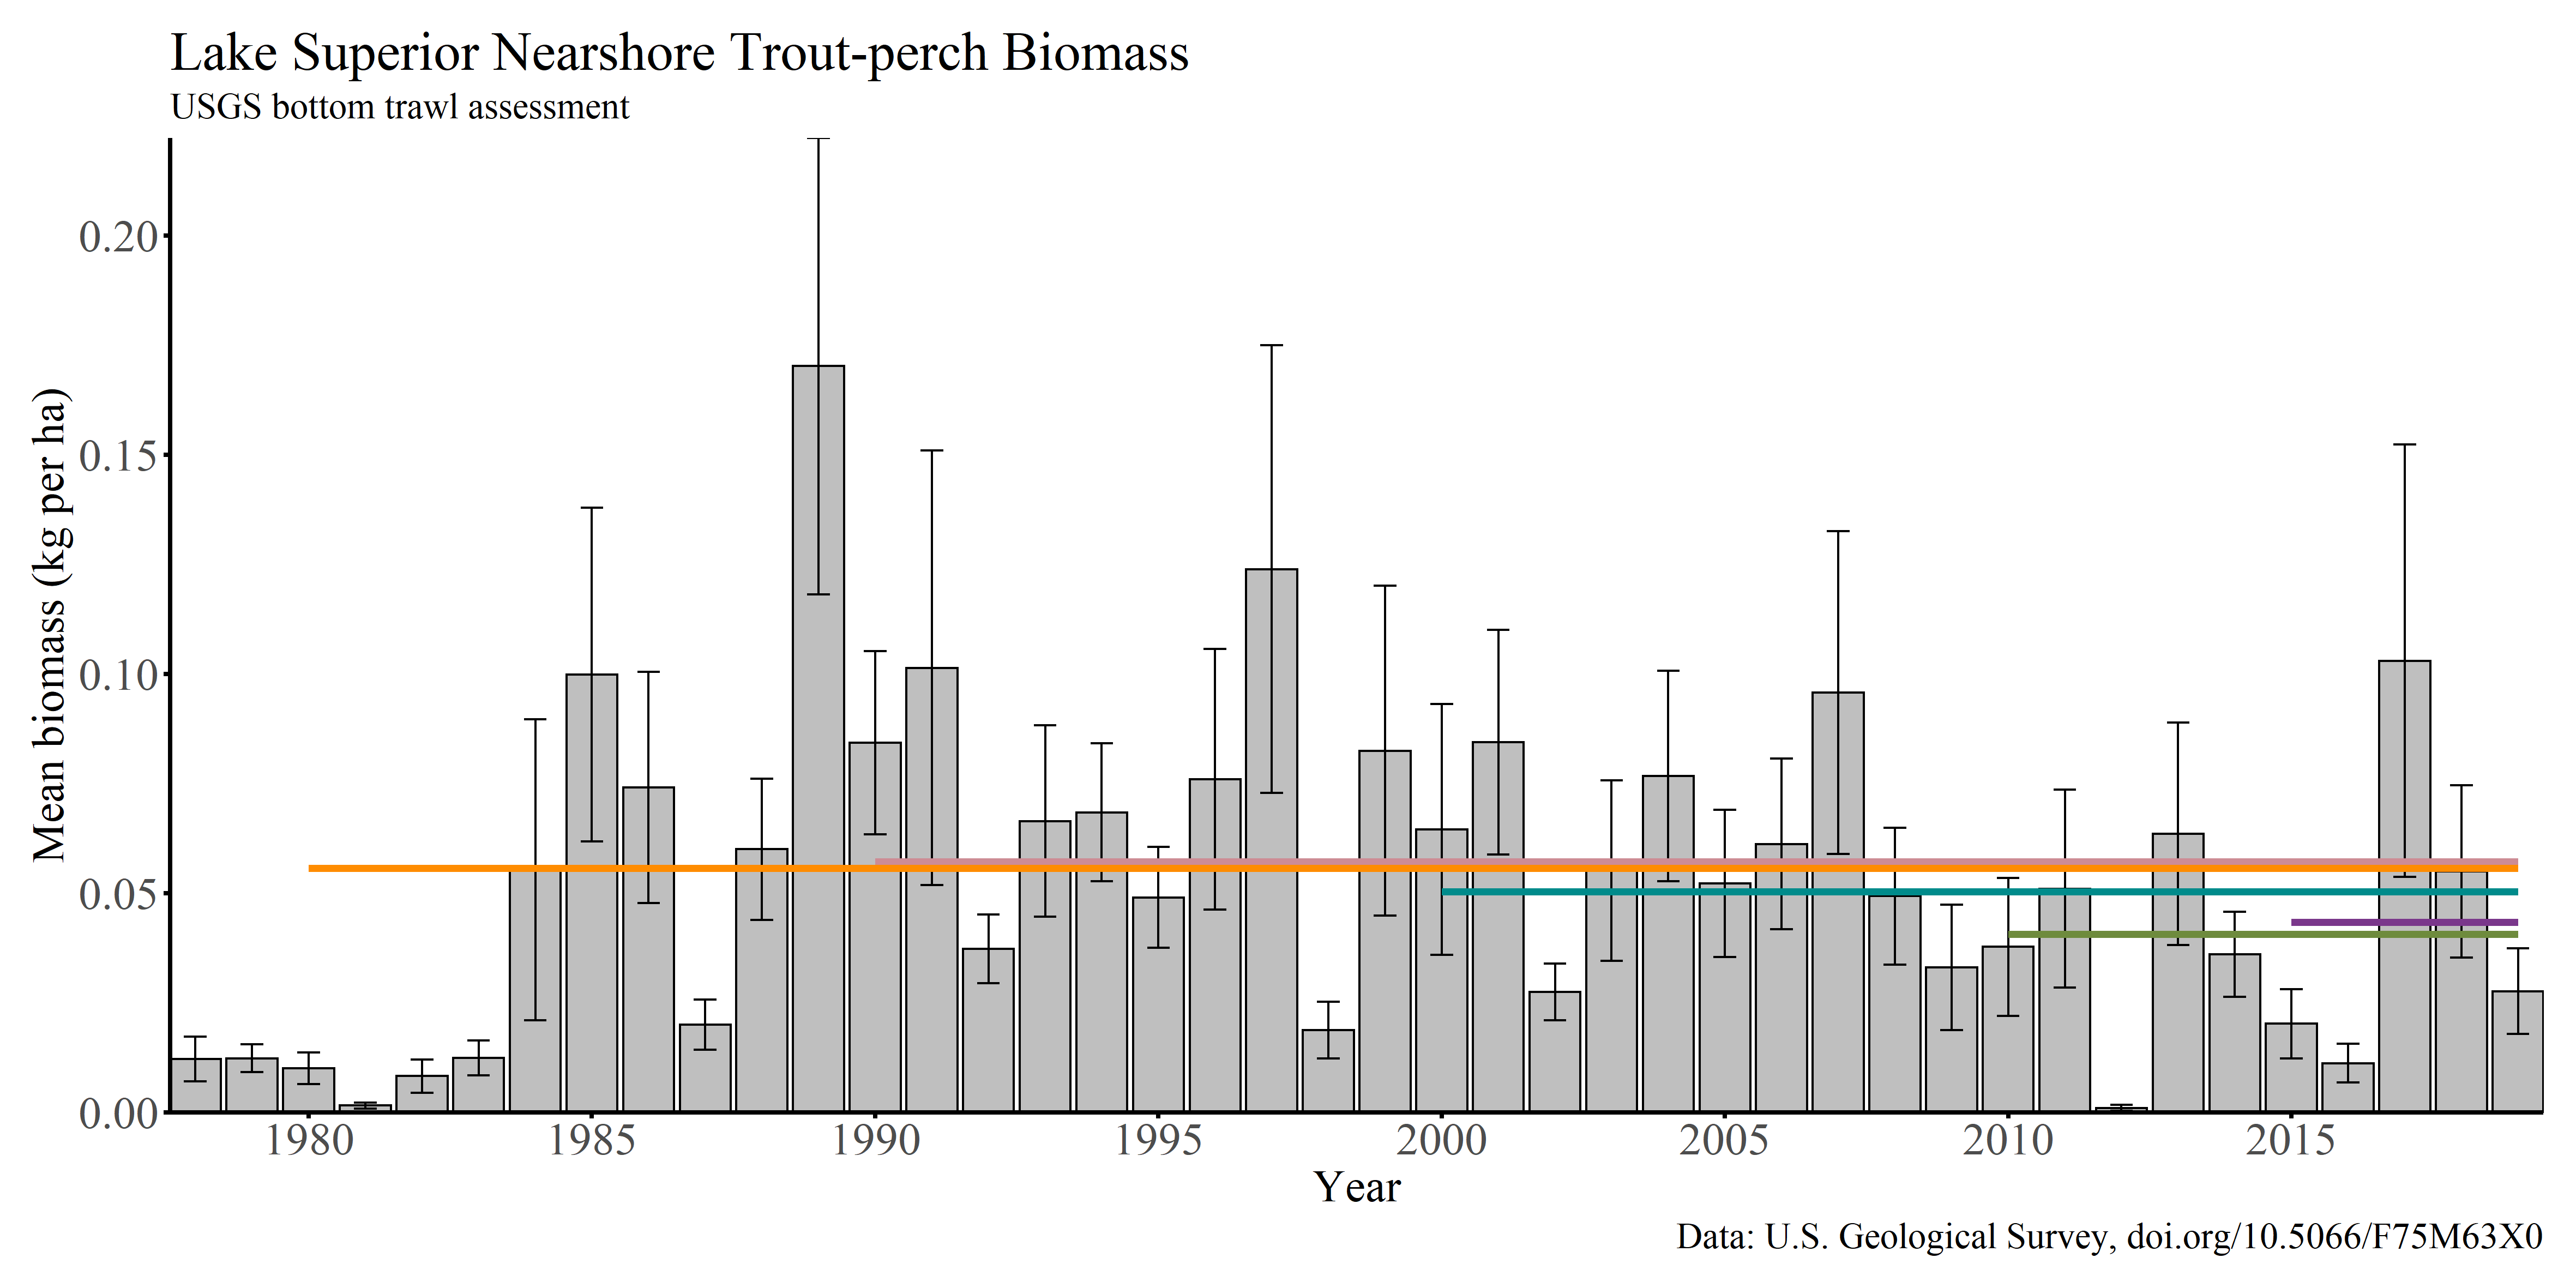 Lake Superior Nearshore Trout-perch Biomass
USGS bottom trawl assessment
Mean biomass (kg per ha)
0.20
0.15
0.10
0.05
0.00
1980 1985 1990 1995 2000 2005 2010 2015
Year
Data: U.S. Geological Survey, doi.org/10.5066/F75M63X0